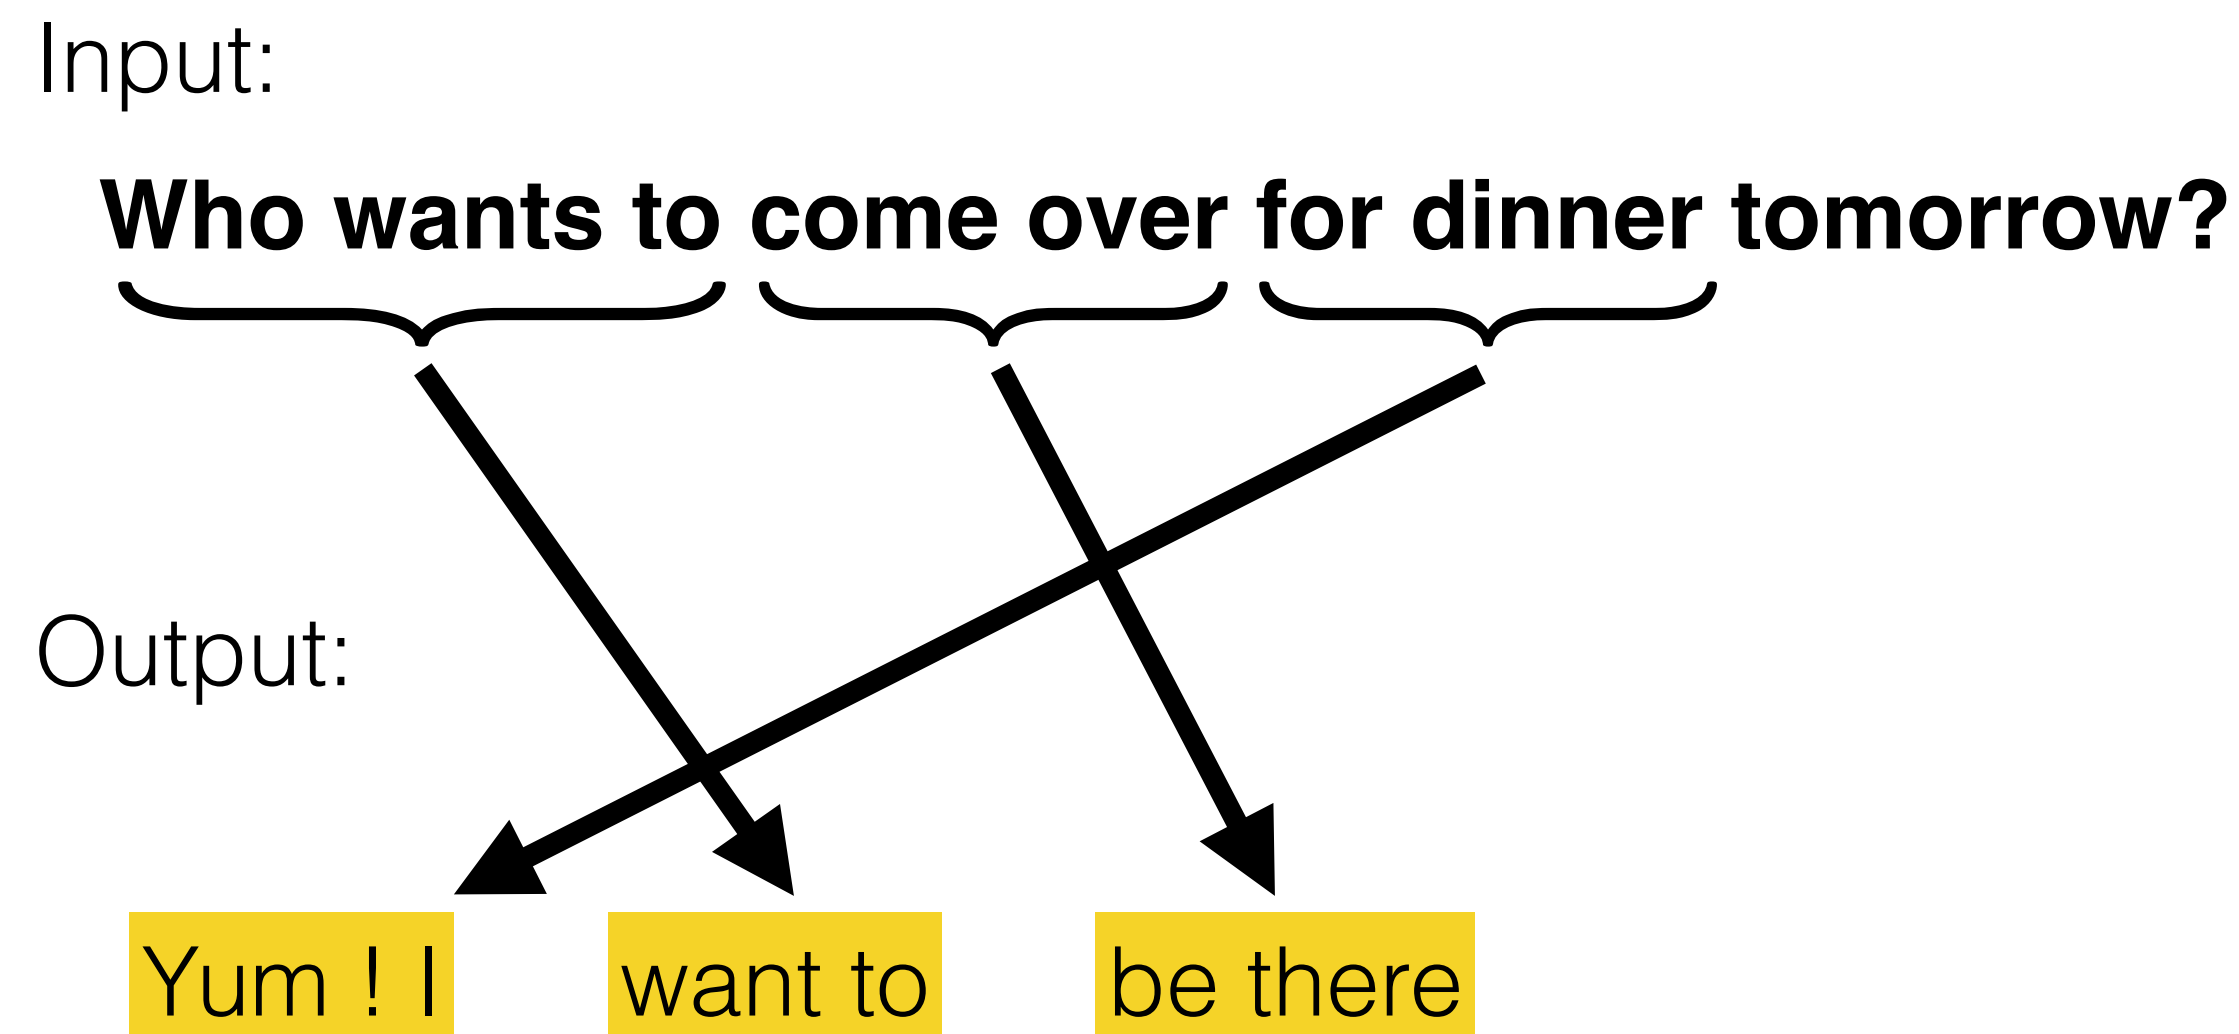 Input:
Who wants to come over for dinner tomorrow?
Output:
Yum ! I want to be there